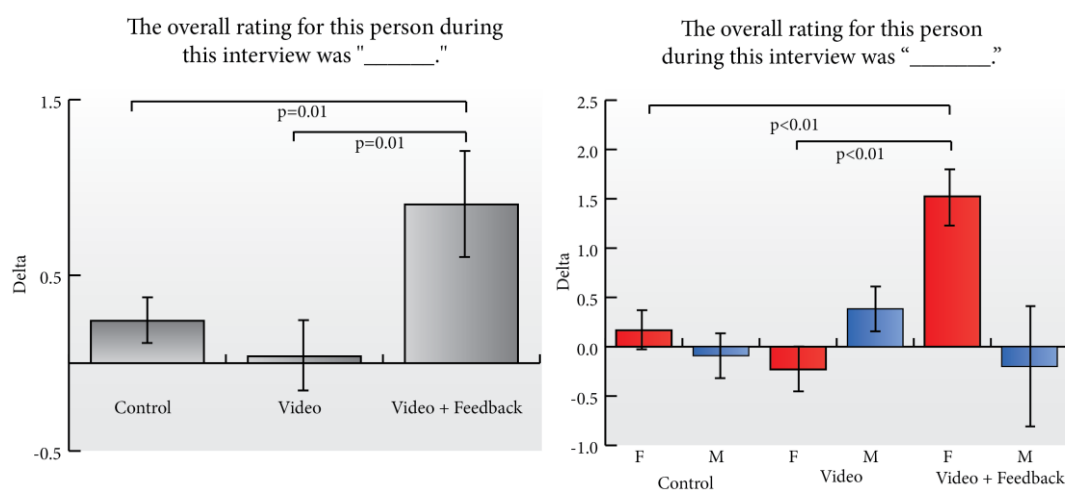 The overall rating for this person during
this interview was "______."
1.5
p=0.01
p=0.01
0.5
Delta
Control
Video
Video + Feedback
-0.5
The overall rating for this person
during this interview was “_______.”
2.5
p<0.01
2.0
p<0.01
1.5
1.0
Delta
0.5
0.0
-0.5
-1.0
F M F M F M
Control Video Video + Feedback